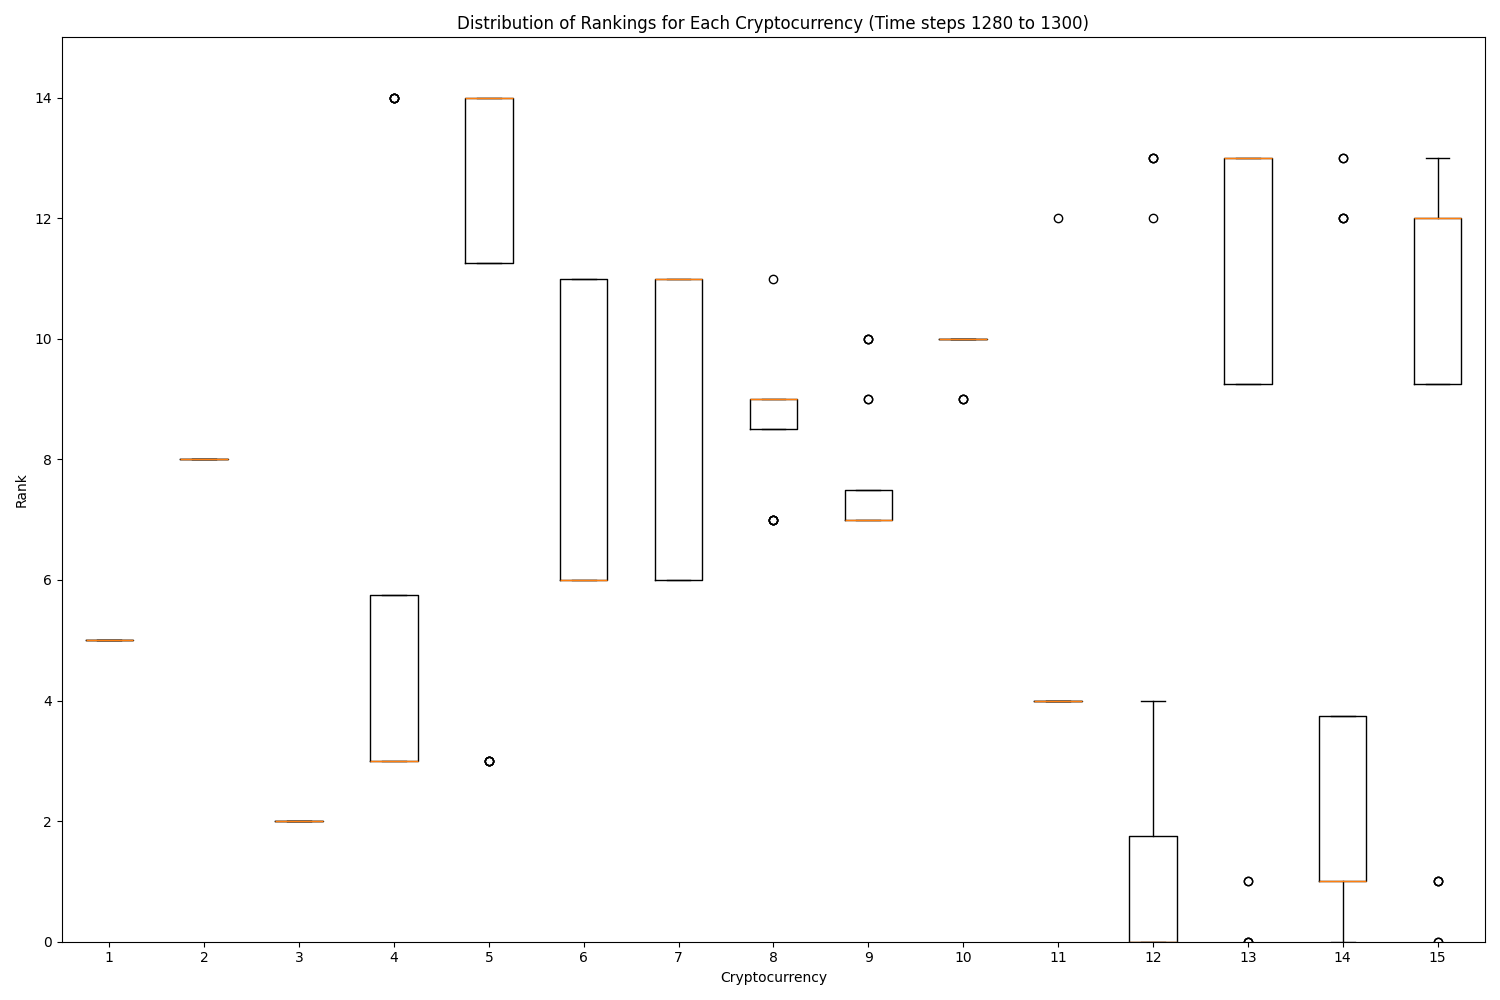 Distribution of Rankings for Each Cryptocurrency (Time steps 1280 to 1300)
14
12
10
8
6
4
2
0
Rank
1 2 3 4 5 6 7 8 9 10 11 12 13 14 15
Cryptocurrency